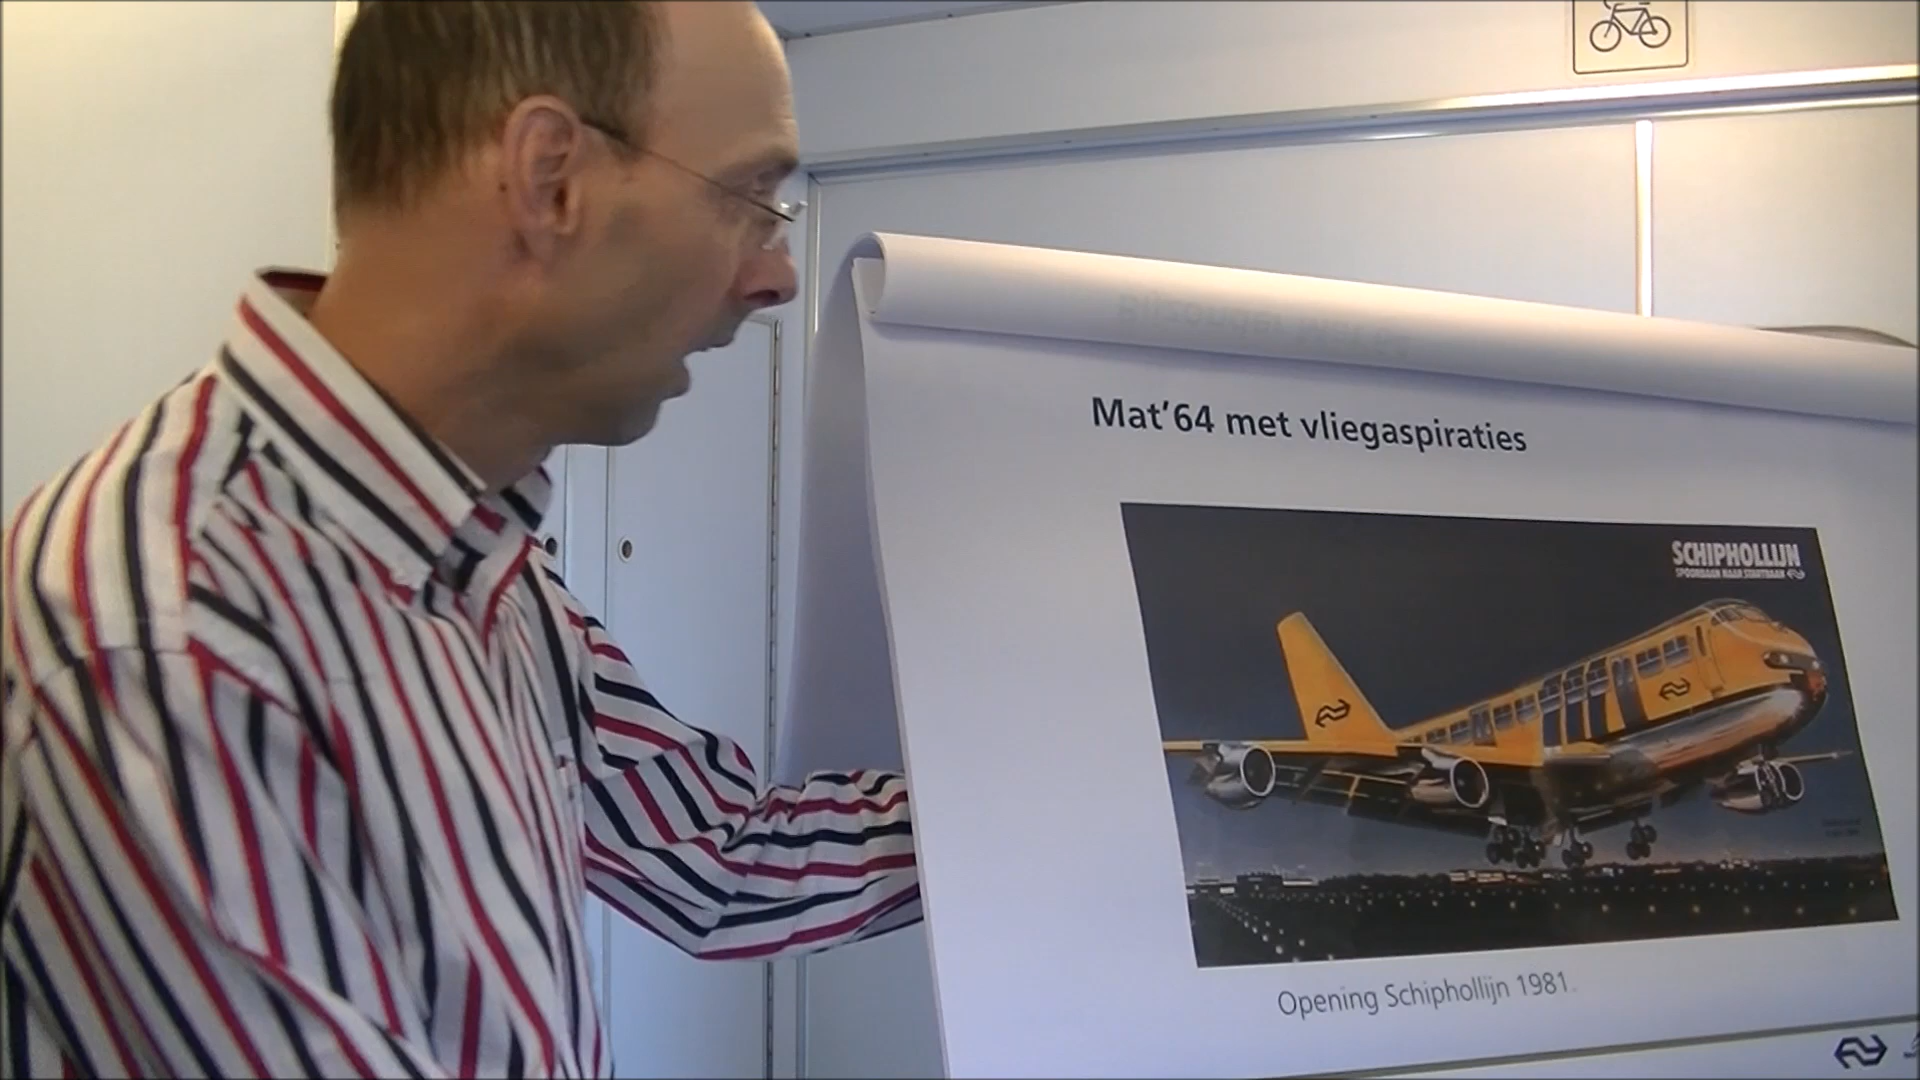 Mat'64 met vliegaspiraties
SCHIPHOLLIJN
SPOORBAAN NAAR STARTBAAN
Opening Schiphollijn 1981.